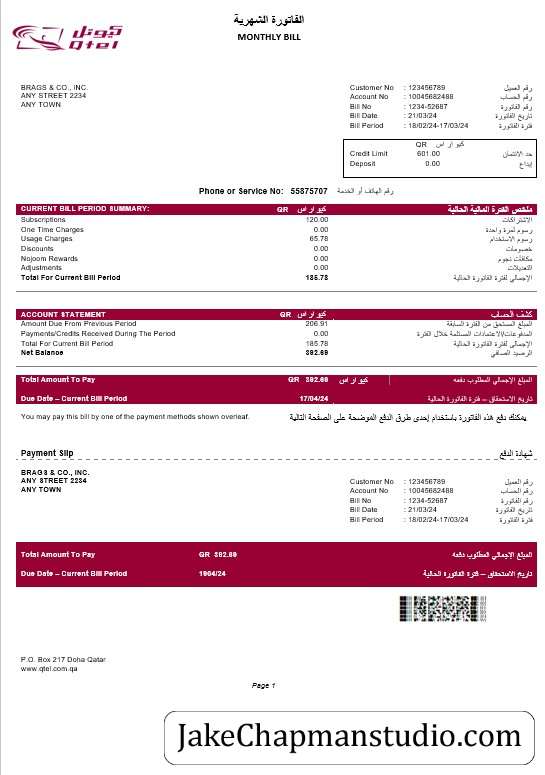 الفاتورة الشهرية
MONTHLY BILL
كيوتل
Qtel
BRAGS & CO., INC.
ANY STREET 2234
ANY TOWN
Customer No : 123456789 رقم العميل
Account No : 10045682488 رقم الحساب
Bill No : 1234-52687 رقم الفاتورة
Bill Date : 21/03/24 تاريخ الفاتورة
Bill Period : 18/02/24-17/03/24 فترة الفاتورة
QR كيو ار اس
Credit Limit 601.00 حد الائتمان
Deposit 0.00 إيداع
Phone or Service No: 55875707 رقم الهاتف أو الخدمة
CURRENT BILL PERIOD SUMMARY: QR كيو ار اس ملخص الفترة المالية الحالية
Subscriptions 120.00 الاشتراكات
One Time Charges 0.00 رسوم لمرة واحدة
Usage Charges 65.78 رسوم الاستخدام
Discounts 0.00 خصومات
Nojoom Rewards 0.00 مكافآت نجوم
Adjustments 0.00 التعديلات
Total For Current Bill Period 185.78 الإجمالي لفترة الفاتورة الحالية
ACCOUNT STATEMENT QR كيو ار اس كشف الحساب
Amount Due From Previous Period 206.91 المبلغ المستحق من الفترة السابقة
Payments/Credits Received During The Period 0.00 المدفوعات/الاعتمادات المستلمة خلال الفترة
Total For Current Bill Period 185.78 الإجمالي لفترة الفاتورة الحالية
Net Balance 392.69 الرصيد الصافي
Total Amount To Pay QR 392.69 كيو ار اس المبلغ الإجمالي المطلوب دفعه
Due Date – Current Bill Period 17/04/24 تاريخ الاستحقاق – فترة الفاتورة الحالية
You may pay this bill by one of the payment methods shown overleaf. يمكنك دفع هذه الفاتورة باستخدام إحدى طرق الدفع الموضحة على الصفحة التالية
Payment Slip شهادة الدفع
BRAGS & CO., INC.
ANY STREET 2234
ANY TOWN
Customer No : 123456789 رقم العميل
Account No : 10045682488 رقم الحساب
Bill No : 1234-52687 رقم الفاتورة
Bill Date : 21/03/24 تاريخ الفاتورة
Bill Period : 18/02/24-17/03/24 فترة الفاتورة
Total Amount To Pay QR 392.69 المبلغ الإجمالي المطلوب دفعه
Due Date – Current Bill Period 1904/24 تاريخ الاستحقاق – فترة الفاتورة الحالية
P.O. Box 217 Doha Qatar
www.qtel.com.qa
Page 1
JakeChapmanstudio.com